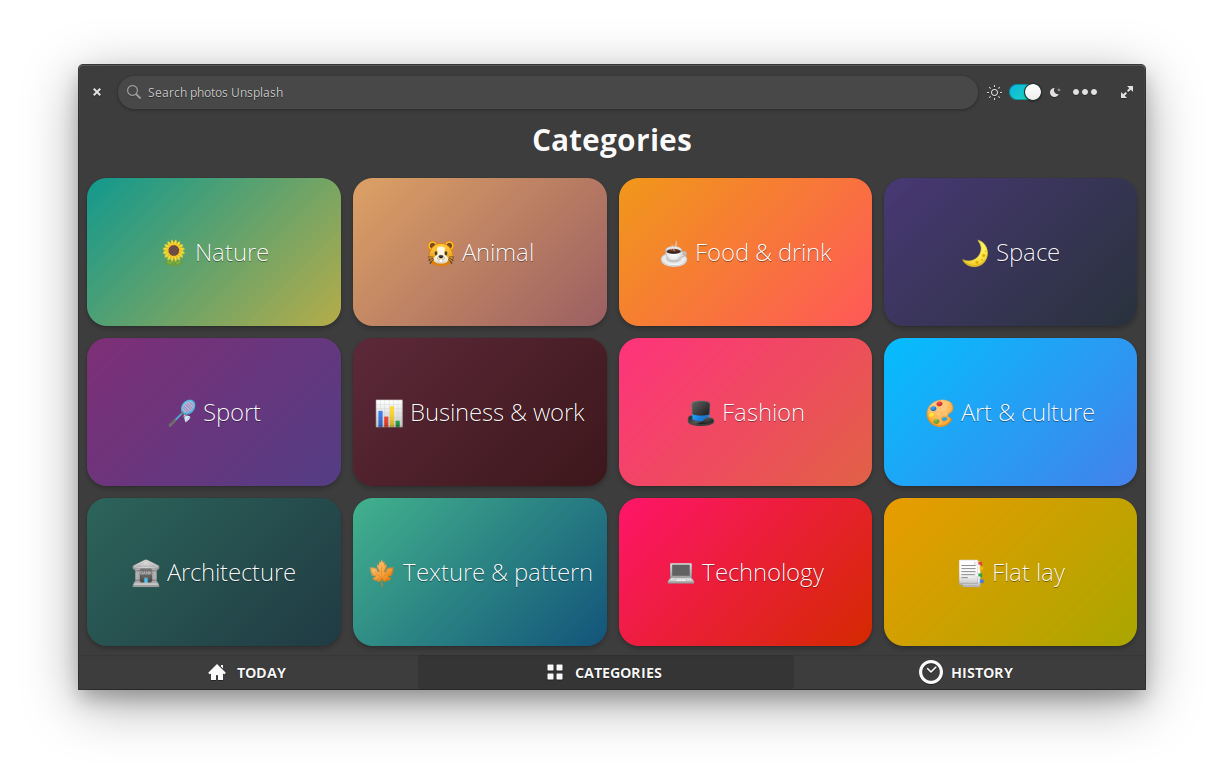 Search photos Unsplash
Categories
🌻 Nature
🐯 Animal
☕ Food & drink
🌙 Space
🏸 Sport
📊 Business & work
🎩 Fashion
🎨 Art & culture
🏛 Architecture
🍁 Texture & pattern
💻 Technology
📑 Flat lay
TODAY
CATEGORIES
HISTORY